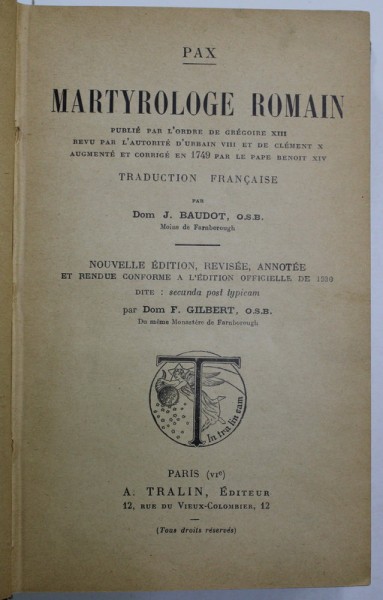 PAX
MARTYROLOGE ROMAIN
PUBLIÉ PAR L'ORDRE DE GRÉGOIRE XIII
REVU PAR L'AUTORITÉ D'URBAIN VIII ET DE CLÉMENT X
AUGMENTÉ ET CORRIGÉ EN 1749 PAR LE PAPE BENOIT XIV
TRADUCTION FRANÇAISE
PAR
Dom J. BAUDOT, O.S.B.
Moine de Farnborough
NOUVELLE ÉDITION, REVISÉE, ANNOTÉE
ET RENDUE CONFORME A L'ÉDITION OFFICIELLE DE
DITE : secunda post typicam
par Dom F. GILBERT, O.S.B.
Du même Monastère de Farnborough
T
In tra lin eam
PARIS (VIe)
A. TRALIN, ÉDITEUR
12, RUE DU VIEUX-COLOMBIER, 12
(Tous droits réservés)